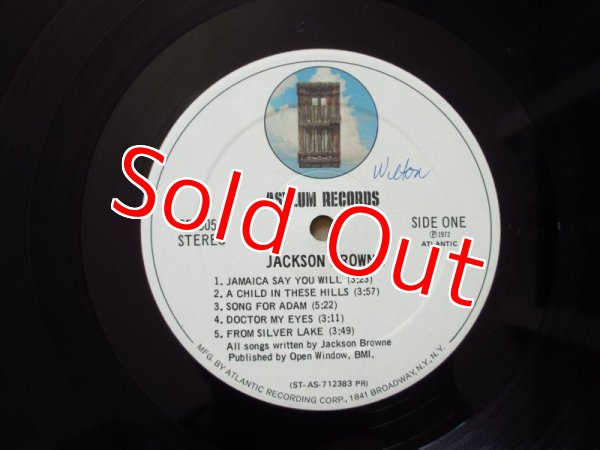 Wilton
ASYLUM RECORDS
STEREO
SIDE ONE
Ⓟ1972
ATLANTIC
JACKSON BROWNE
1. JAMAICA SAY YOU WILL (3:23)
2. A CHILD IN THESE HILLS (3:57)
3. SONG FOR ADAM (5:22)
4. DOCTOR MY EYES (3:11)
5. FROM SILVER LAKE (3:49)
All songs written by Jackson Browne
Published by Open Window, BMI.
(ST-AS-712383 PR)
MFG. BY ATLANTIC RECORDING CORP., 1841 BROADWAY, N.Y., N.Y.
Sold Out